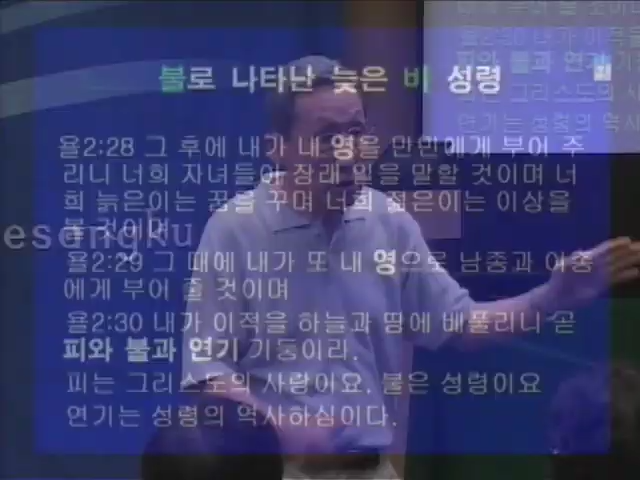 불로 나타난 늦은 비 성령
욜2:28 그 후에 내가 내 영을 만민에게 부어 주
리니 너희 자녀들이 장래 일을 말할 것이며 너
희 늙은이는 꿈을 꾸며 너희 젊은이는 이상을
볼 것이며
esongku
욜2:29 그 때에 내가 또 내 영으로 남종과 여종
에게 부어 줄 것이며
욜2:30 내가 이적을 하늘과 땅에 베풀리니 곧
피와 불과 연기 기둥이라.
피는 그리스도의 사랑이요. 불은 성령이요
연기는 성령의 역사하심이다.